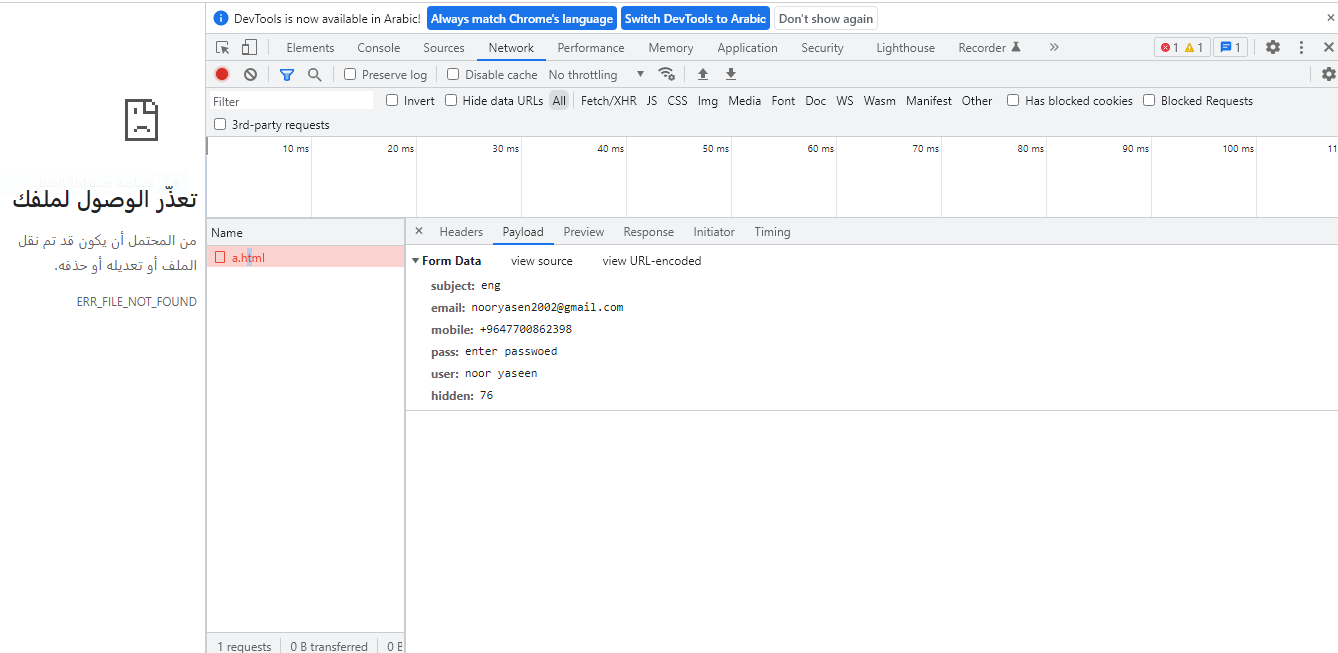 DevTools is now available in Arabic! Always match Chrome's language Switch DevTools to Arabic Don't show again
Elements Console Sources Network Performance Memory Application Security Lighthouse Recorder 1 1 1
Preserve log Disable cache No throttling
Filter Invert Hide data URLs All Fetch/XHR JS CSS Img Media Font Doc WS Wasm Manifest Other Has blocked cookies Blocked Requests
3rd-party requests
10 ms 20 ms 30 ms 40 ms 50 ms 60 ms 70 ms 80 ms 90 ms 100 ms 11
تعذّر الوصول لملفك
من المحتمل أن يكون قد تم نقل
الملف أو تعديله أو حذفه.
ERR_FILE_NOT_FOUND
Name
a.html
Headers Payload Preview Response Initiator Timing
Form Data view source view URL-encoded
subject: eng
email: nooryasen2002@gmail.com
mobile: +9647700862398
pass: enter passwoed
user: noor yaseen
hidden: 76
1 requests 0 B transferred 0 B